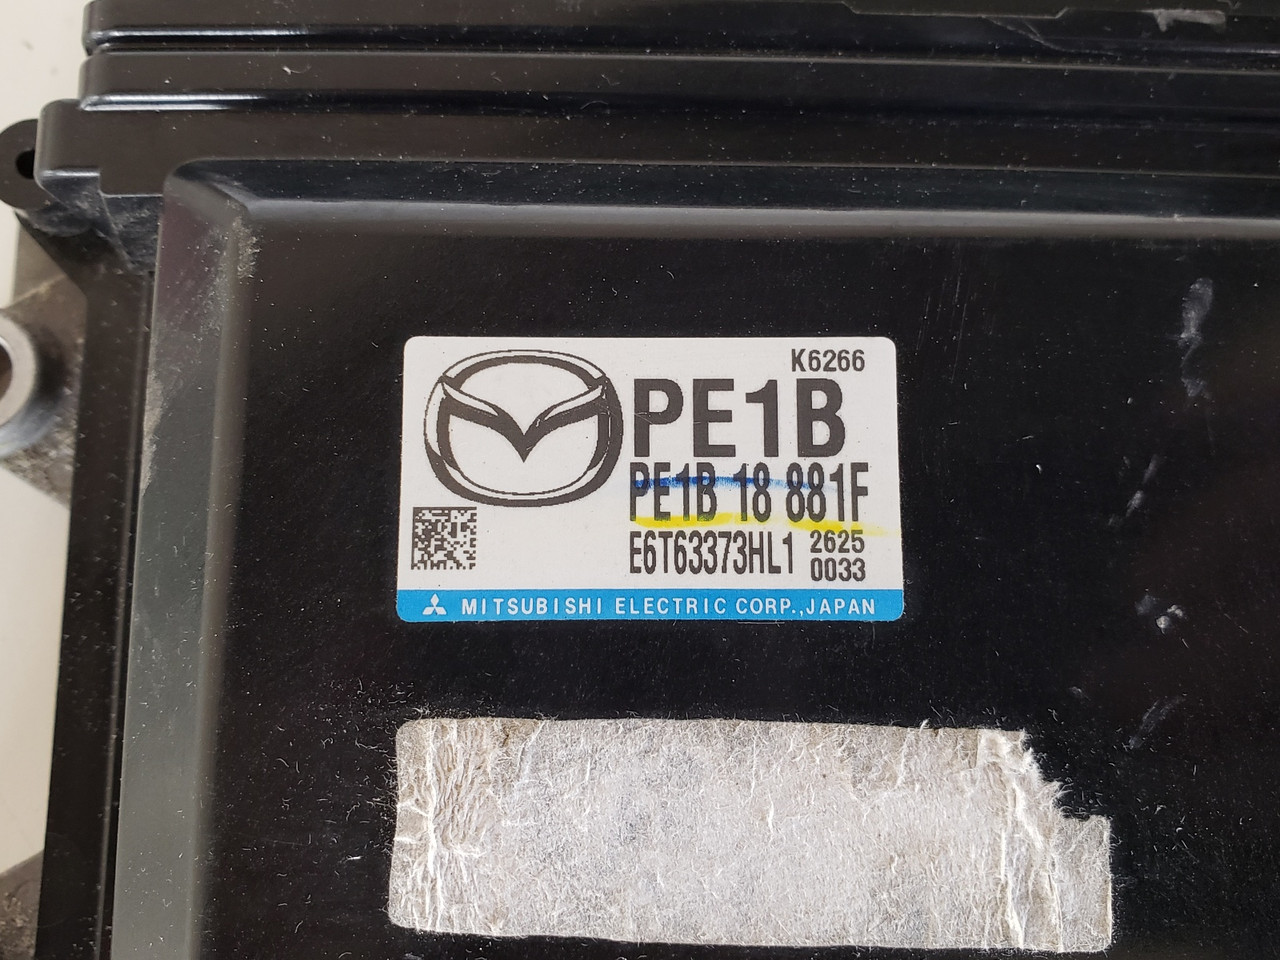 K6266
PE1B
PE1B 18 881F
E6T63373HL1 2625
0033
MITSUBISHI ELECTRIC CORP.,JAPAN